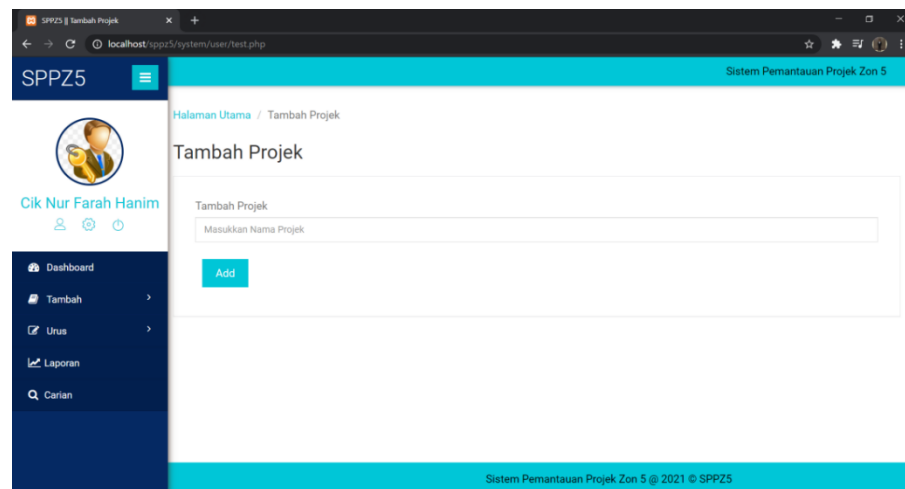 SPPZ5 || Tambah Projek
localhost/sppz5/system/user/test.php
SPPZ5
Sistem Pemantauan Projek Zon 5
Halaman Utama / Tambah Projek
Tambah Projek
Cik Nur Farah Hanim
Tambah Projek
Masukkan Nama Projek
Add
Dashboard
Tambah
Urus
Laporan
Carian
Sistem Pemantauan Projek Zon 5 @ 2021 © SPPZ5